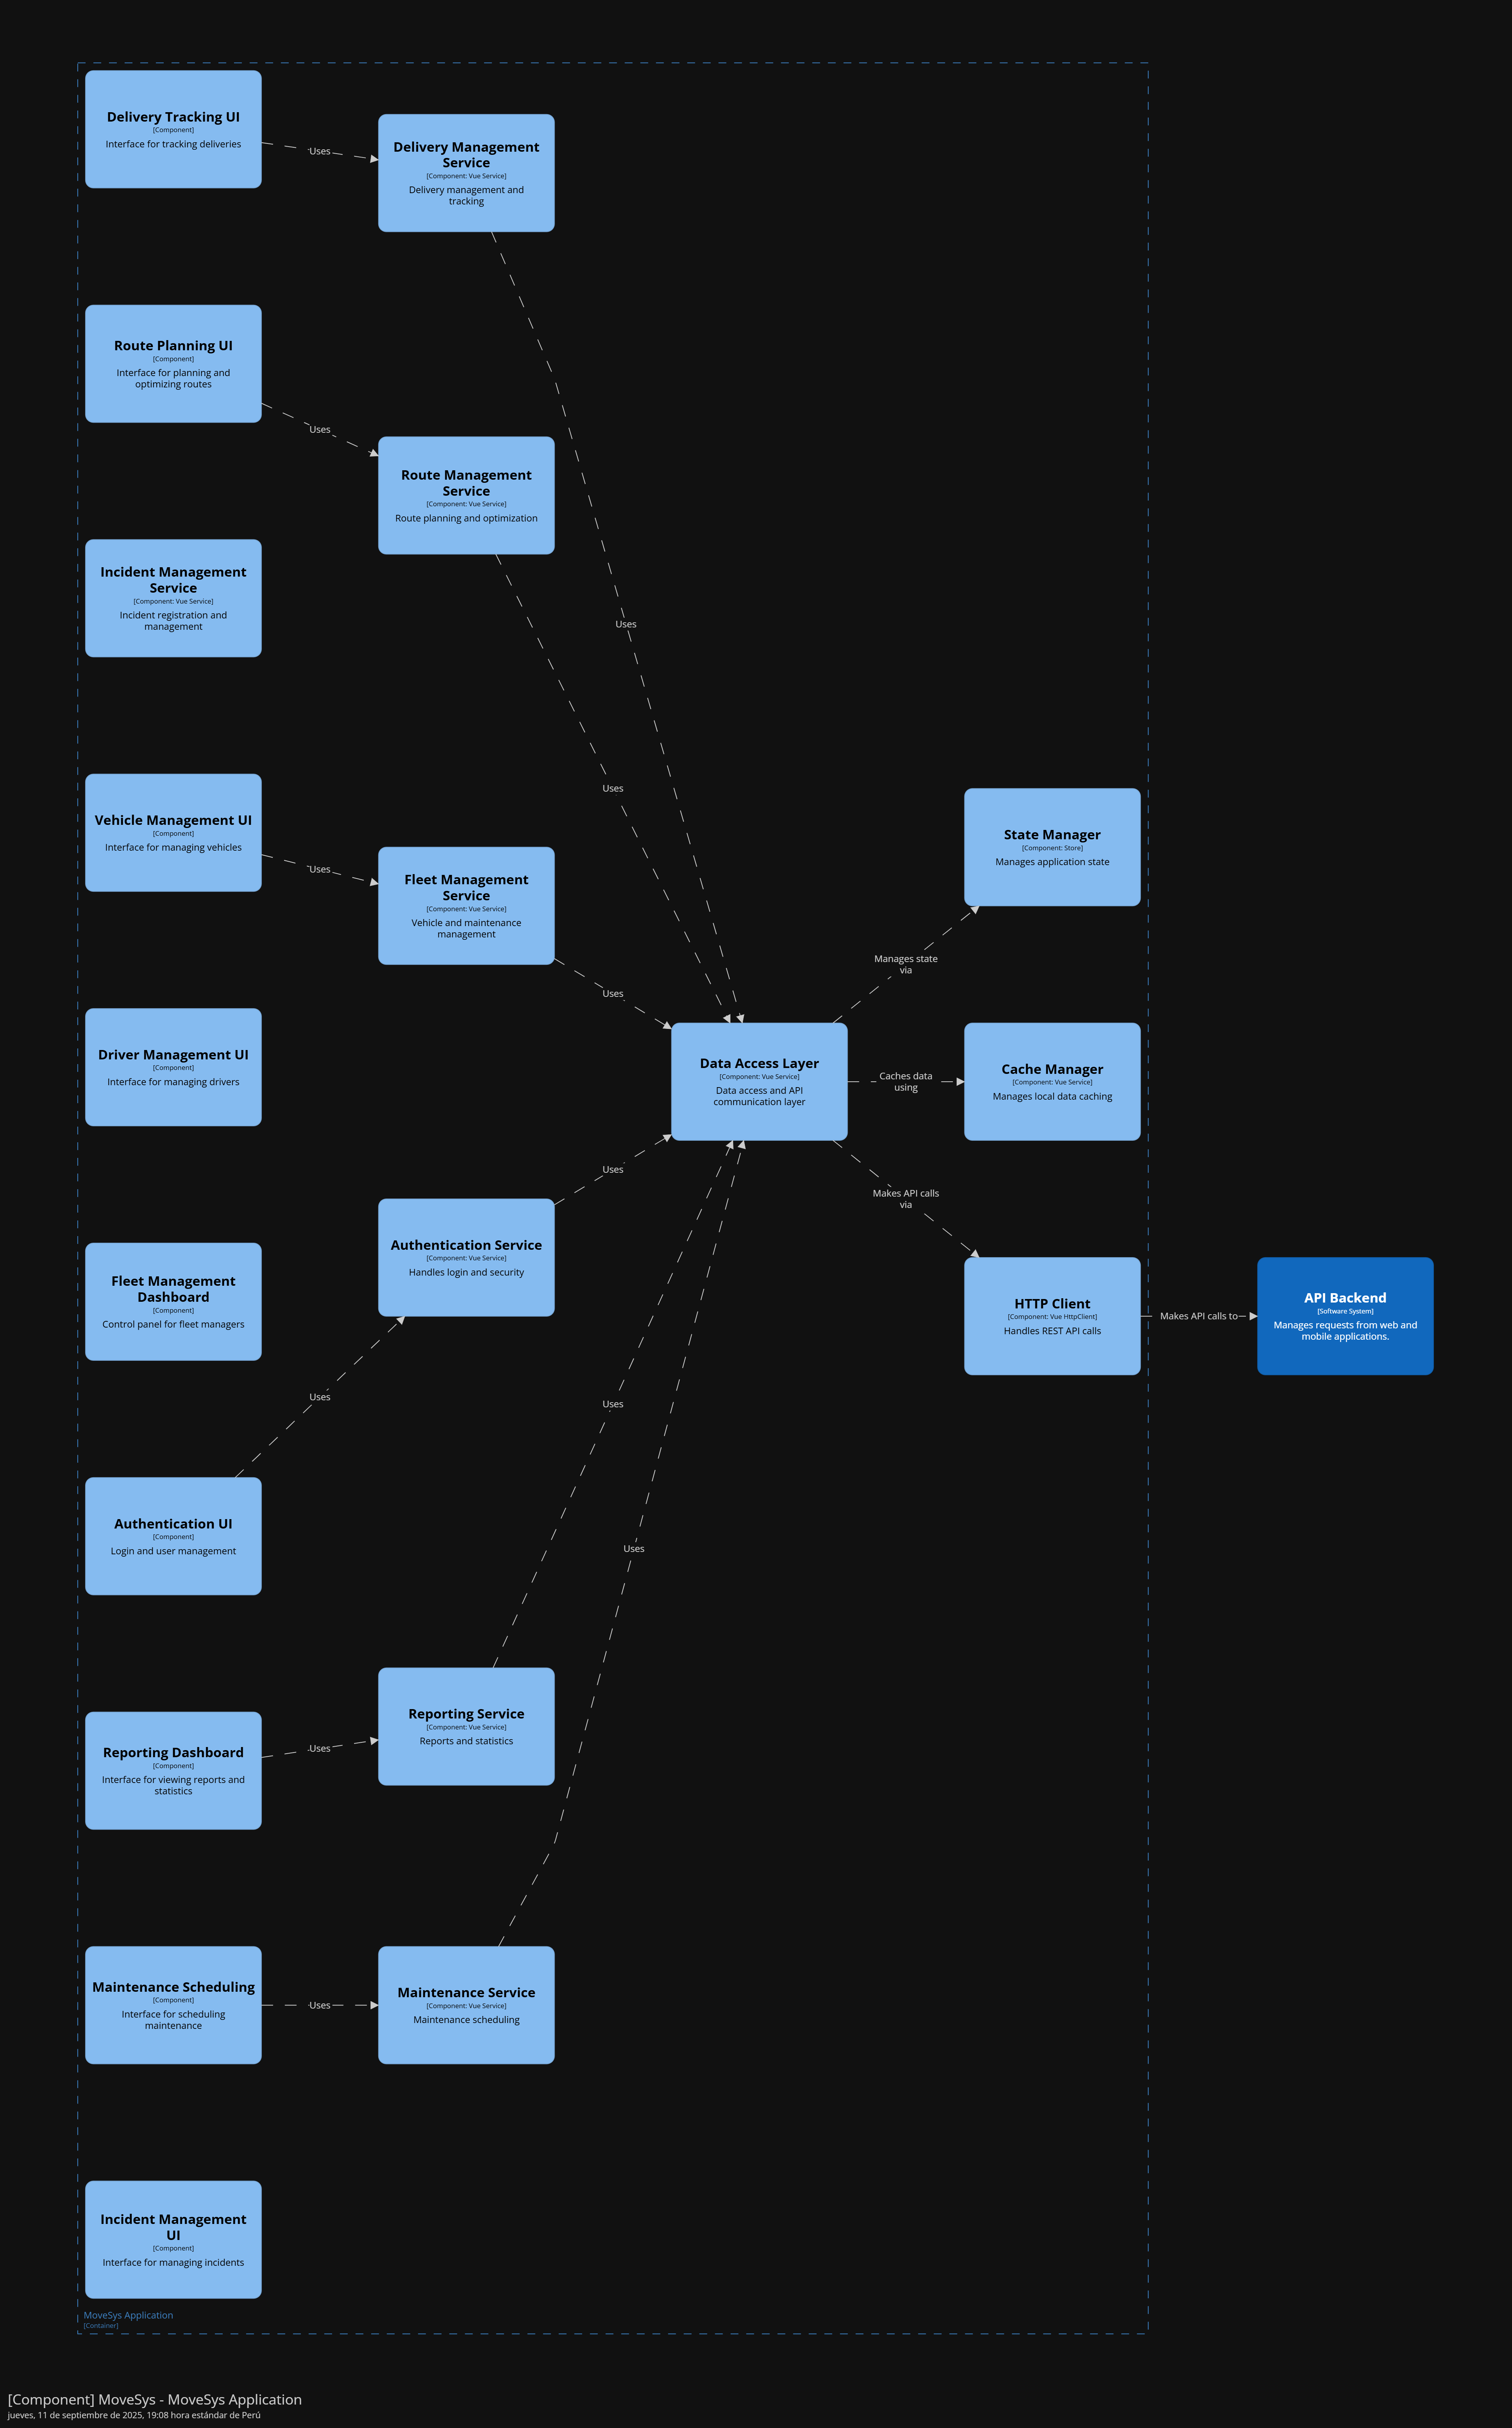 Delivery Tracking UI
[Component]
Interface for tracking deliveries
Uses
Delivery Management
Service
[Component: Vue Service]
Delivery management and
tracking
Route Planning UI
[Component]
Interface for planning and
optimizing routes
Uses
Route Management
Service
[Component: Vue Service]
Route planning and optimization
Incident Management
Service
[Component: Vue Service]
Incident registration and
management
Uses
Uses
Vehicle Management UI
[Component]
Interface for managing vehicles
Uses
Fleet Management
Service
[Component: Vue Service]
Vehicle and maintenance
management
Uses
State Manager
[Component: Store]
Manages application state
Manages state
via
Driver Management UI
[Component]
Interface for managing drivers
Data Access Layer
[Component: Vue Service]
Data access and API
communication layer
Caches data
using
Cache Manager
[Component: Vue Service]
Manages local data caching
Uses
Makes API calls
via
Authentication Service
[Component: Vue Service]
Handles login and security
Fleet Management
Dashboard
[Component]
Control panel for fleet managers
HTTP Client
[Component: Vue HttpClient]
Handles REST API calls
Makes API calls to
API Backend
[Software System]
Manages requests from web and
mobile applications.
Uses
Uses
Authentication UI
[Component]
Login and user management
Uses
Reporting Dashboard
[Component]
Interface for viewing reports and
statistics
Uses
Reporting Service
[Component: Vue Service]
Reports and statistics
Maintenance Scheduling
[Component]
Interface for scheduling
maintenance
Uses
Maintenance Service
[Component: Vue Service]
Maintenance scheduling
Incident Management
UI
[Component]
Interface for managing incidents
MoveSys Application
[Container]
[Component] MoveSys - MoveSys Application
jueves, 11 de septiembre de 2025, 19:08 hora estándar de Perú